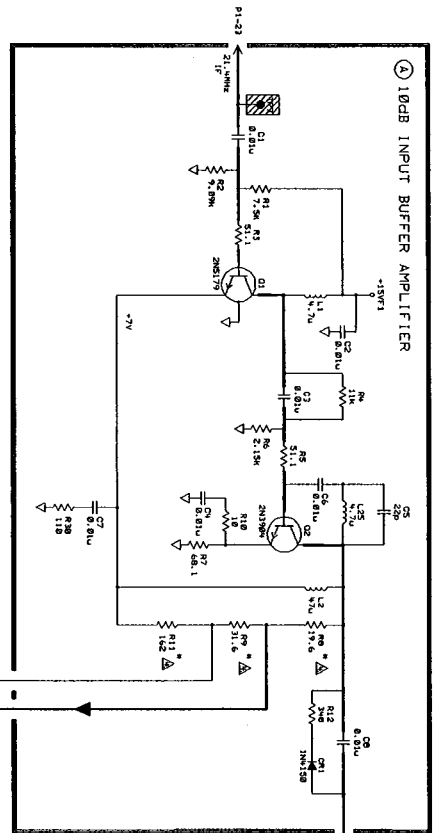 A 10dB INPUT BUFFER AMPLIFIER
P1-23
21.4MHz
IF
C1
0.01u
R2
9.09K
R1
7.5K
R3
51.1
Q1
2N5179
+15VF1
L1
4.7u
C2
0.01u
+7V
R4
11K
C3
0.01u
R6
2.15K
R5
51.1
C6
0.01u
L25
4.7u
C5
22p
Q2
2N3904
R10
10
C4
0.01u
R7
68.1
C7
0.01u
R30
110
L2
47u
R8 *
19.6
R9 *
31.6
R11 *
162
R12
348
CR1
1N4150
C8
0.01u